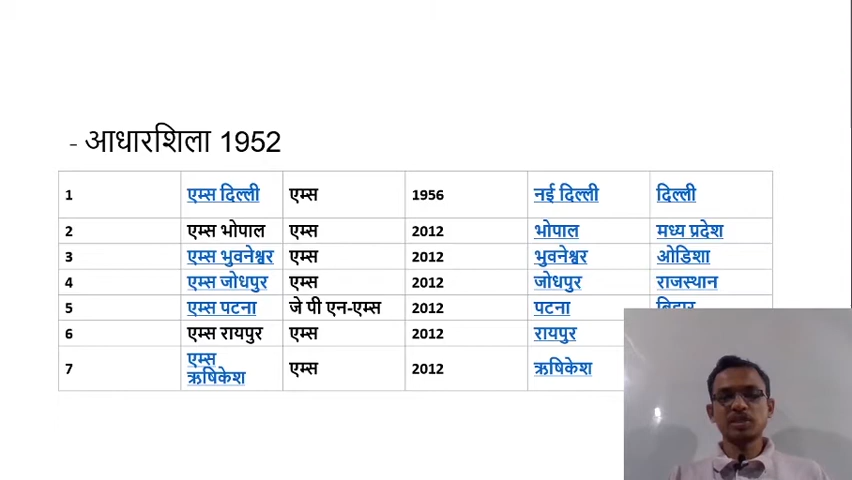 - आधारशिला 1952
1 एम्स दिल्ली एम्स 1956 नई दिल्ली दिल्ली
2 एम्स भोपाल एम्स 2012 भोपाल मध्य प्रदेश
3 एम्स भुवनेश्वर एम्स 2012 भुवनेश्वर ओडिशा
4 एम्स जोधपुर एम्स 2012 जोधपुर राजस्थान
5 एम्स पटना जे पी एन-एम्स 2012 पटना बिहार
6 एम्स रायपुर एम्स 2012 रायपुर
7 एम्स ऋषिकेश एम्स 2012 ऋषिकेश